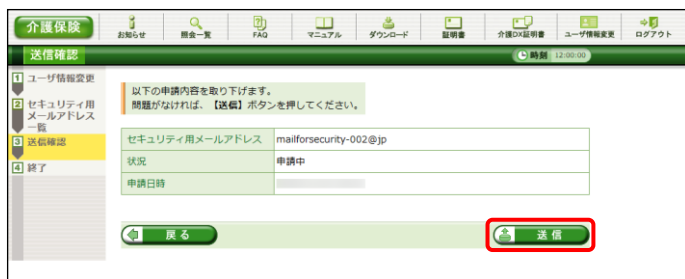 介護保険
お知らせ
照会一覧
FAQ
マニュアル
ダウンロード
証明書
介護DX証明書
ユーザ情報変更
ログアウト
送信確認
時刻 12:00:00
1 ユーザ情報変更
2 セキュリティ用
メールアドレス
一覧
3 送信確認
4 終了
以下の申請内容を取り下げます。
問題がなければ、【送信】ボタンを押してください。
セキュリティ用メールアドレス mailforsecurity-002@jp
状況 申請中
申請日時
戻る
送信